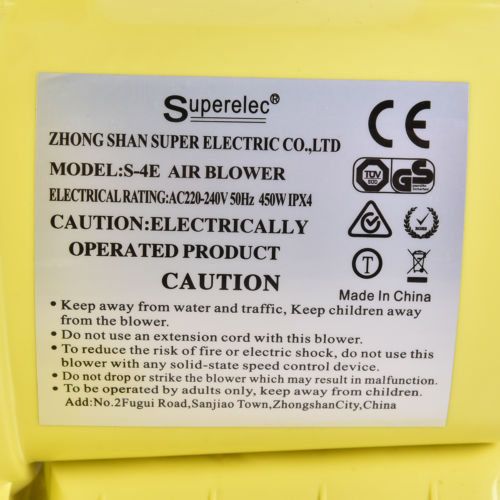 Superelec®
ZHONG SHAN SUPER ELECTRIC CO.,LTD
MODEL:S-4E AIR BLOWER
ELECTRICAL RATING:AC220-240V 50Hz 450W IPX4
CAUTION:ELECTRICALLY
OPERATED PRODUCT
CAUTION
• Keep away from water and traffic, Keep children away
from the blower.
• Do not use an extension cord with this blower.
• To reduce the risk of fire or electric shock, do not use this
blower with any solid-state speed control device.
• Do not drop or strike the blower which may result in malfunction.
• To be operated by adults only, keep away from children.
Add:No.2Fugui Road,Sanjiao Town,ZhongshanCity,China
CE
TÜV GS
T
Made In China